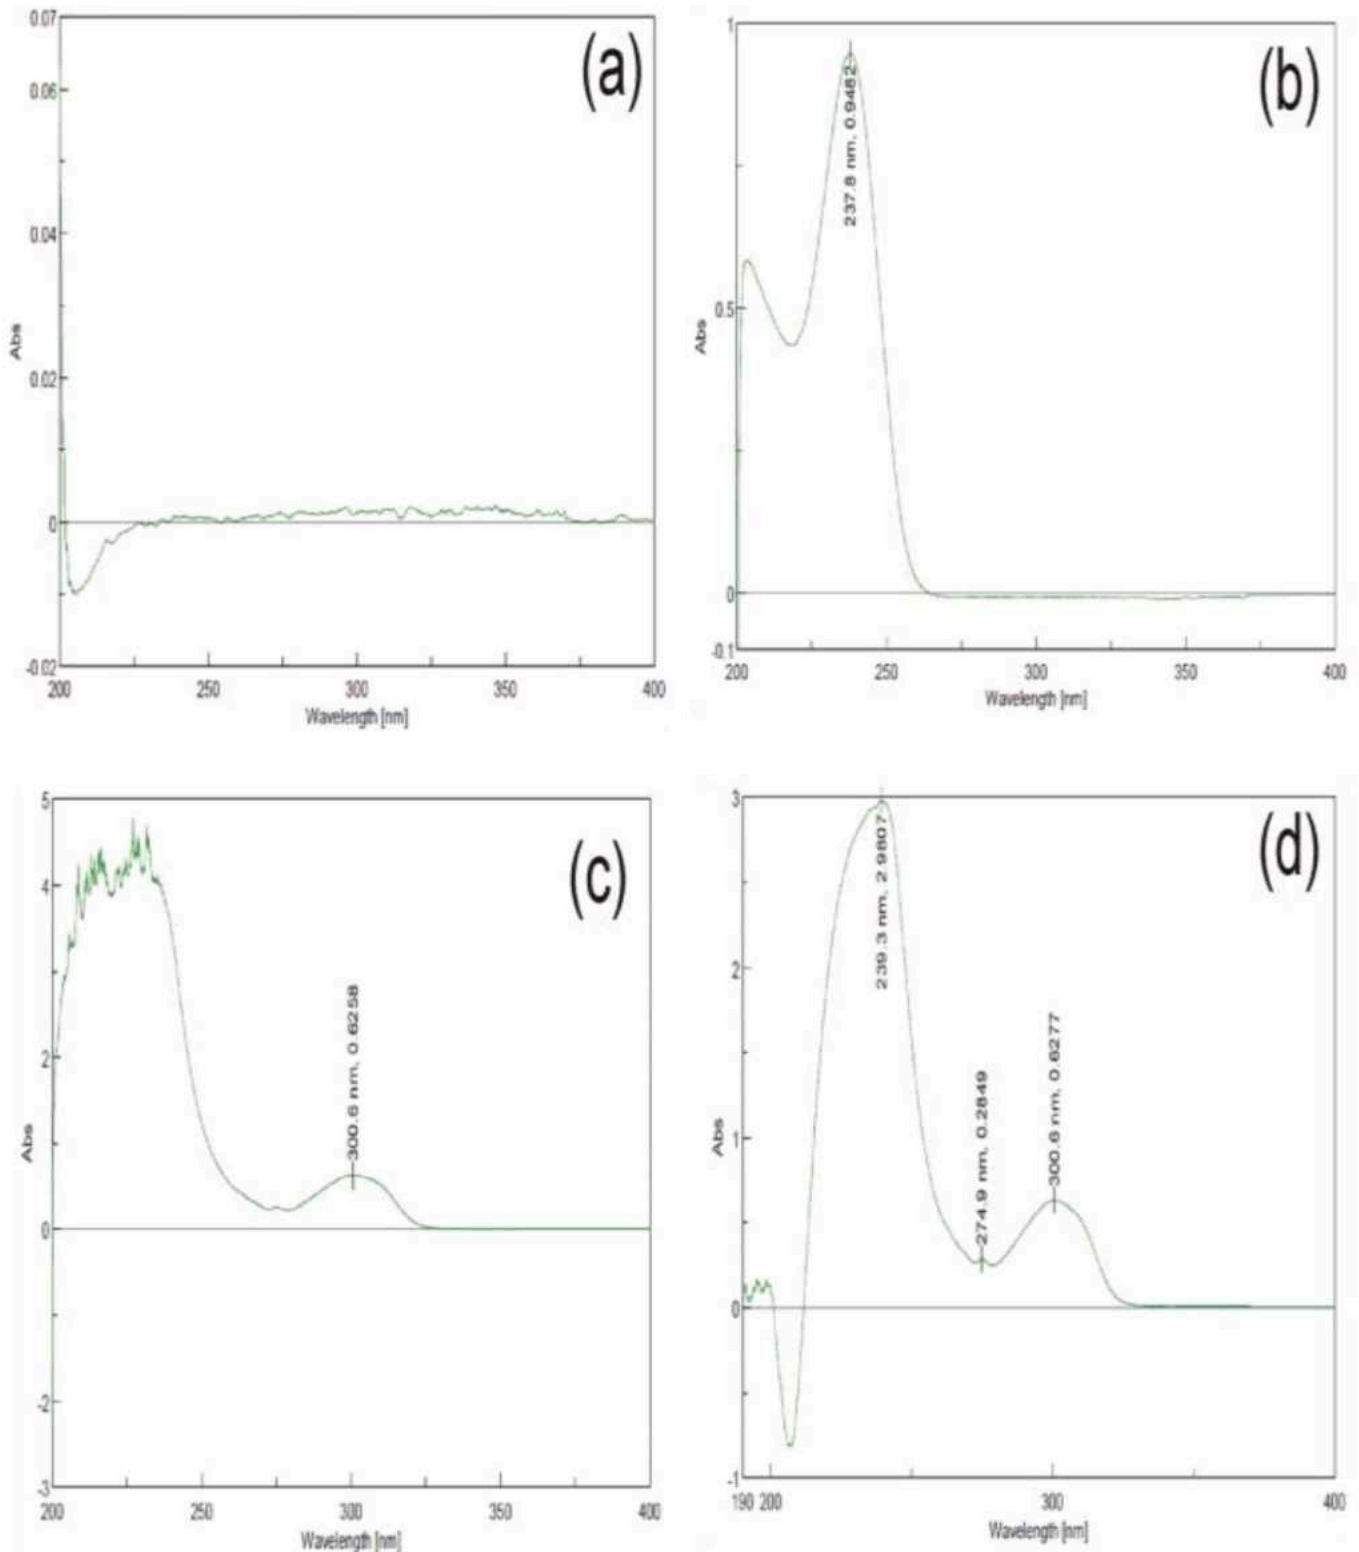 (a)
0.07
0.06
0.04
0.02
0
-0.02
Abs
200 250 300 350 400
Wavelength [nm]
(b)
1
0.5
0
-0.1
Abs
237.8 nm, 0.9482
200 250 300 350 400
Wavelength [nm]
(c)
5
4
2
0
-2
-3
Abs
300.6 nm, 0.6258
200 250 300 350 400
Wavelength [nm]
(d)
3
2
1
0
-1
Abs
239.3 nm, 2.9807
274.9 nm, 0.2849
300.6 nm, 0.6277
190 200 300 400
Wavelength [nm]